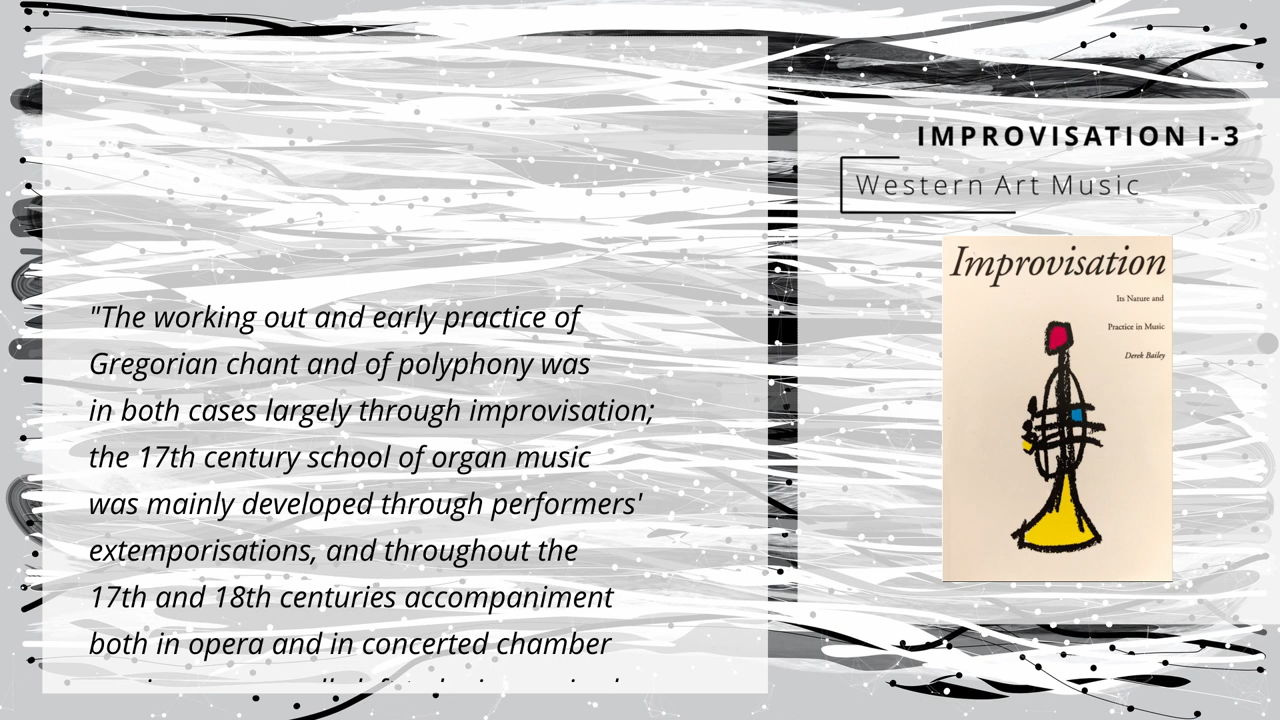 IMPROVISATION I-3
Western Art Music
Improvisation
Its Nature and
Practice in Music
Derek Bailey
"The working out and early practice of
Gregorian chant and of polyphony was
in both cases largely through improvisation;
the 17th century school of organ music
was mainly developed through performers'
extemporisations, and throughout the
17th and 18th centuries accompaniment
both in opera and in concerted chamber